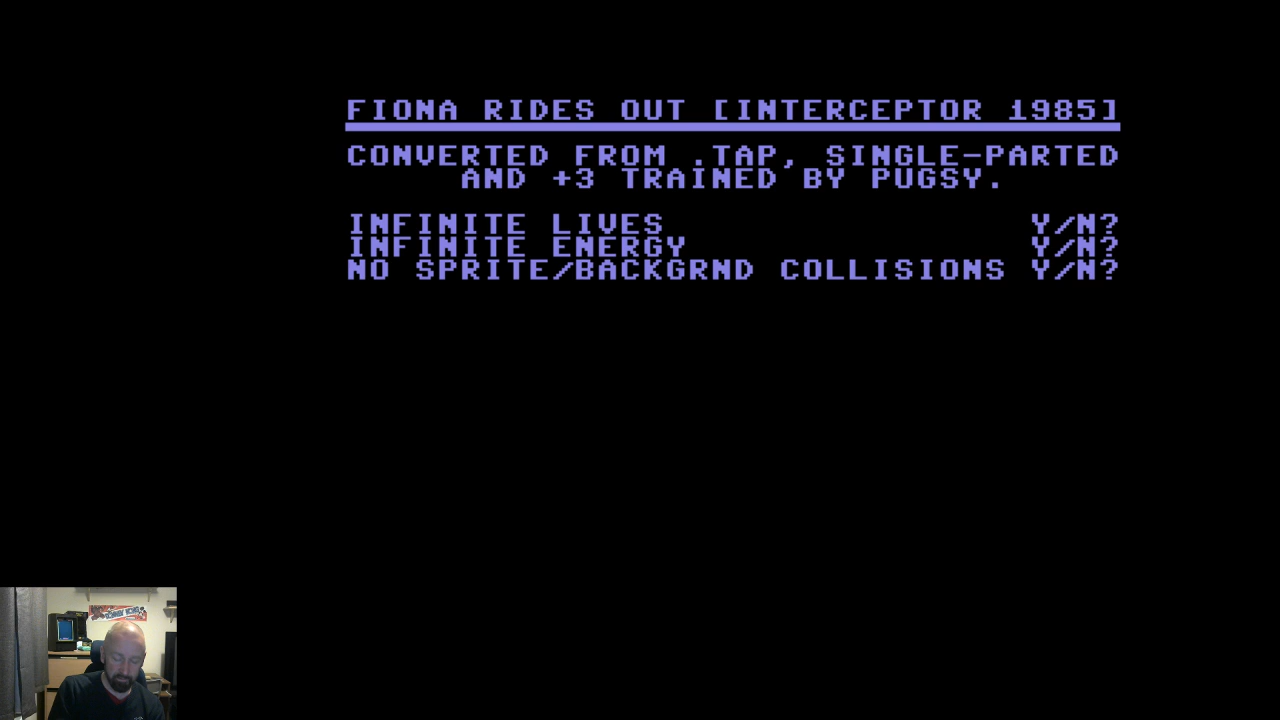 FIONA RIDES OUT [INTERCEPTOR 1985]
CONVERTED FROM .TAP, SINGLE-PARTED
AND +3 TRAINED BY PUGSY.
INFINITE LIVES Y/N?
INFINITE ENERGY Y/N?
NO SPRITE/BACKGRND COLLISIONS Y/N?